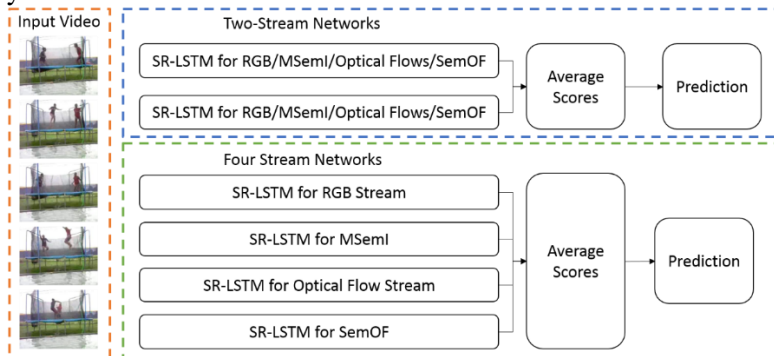 Input Video
Two-Stream Networks
SR-LSTM for RGB/MSemI/Optical Flows/SemOF
SR-LSTM for RGB/MSemI/Optical Flows/SemOF
Average
Scores
Prediction
Four Stream Networks
SR-LSTM for RGB Stream
SR-LSTM for MSemI
SR-LSTM for Optical Flow Stream
SR-LSTM for SemOF
Average
Scores
Prediction